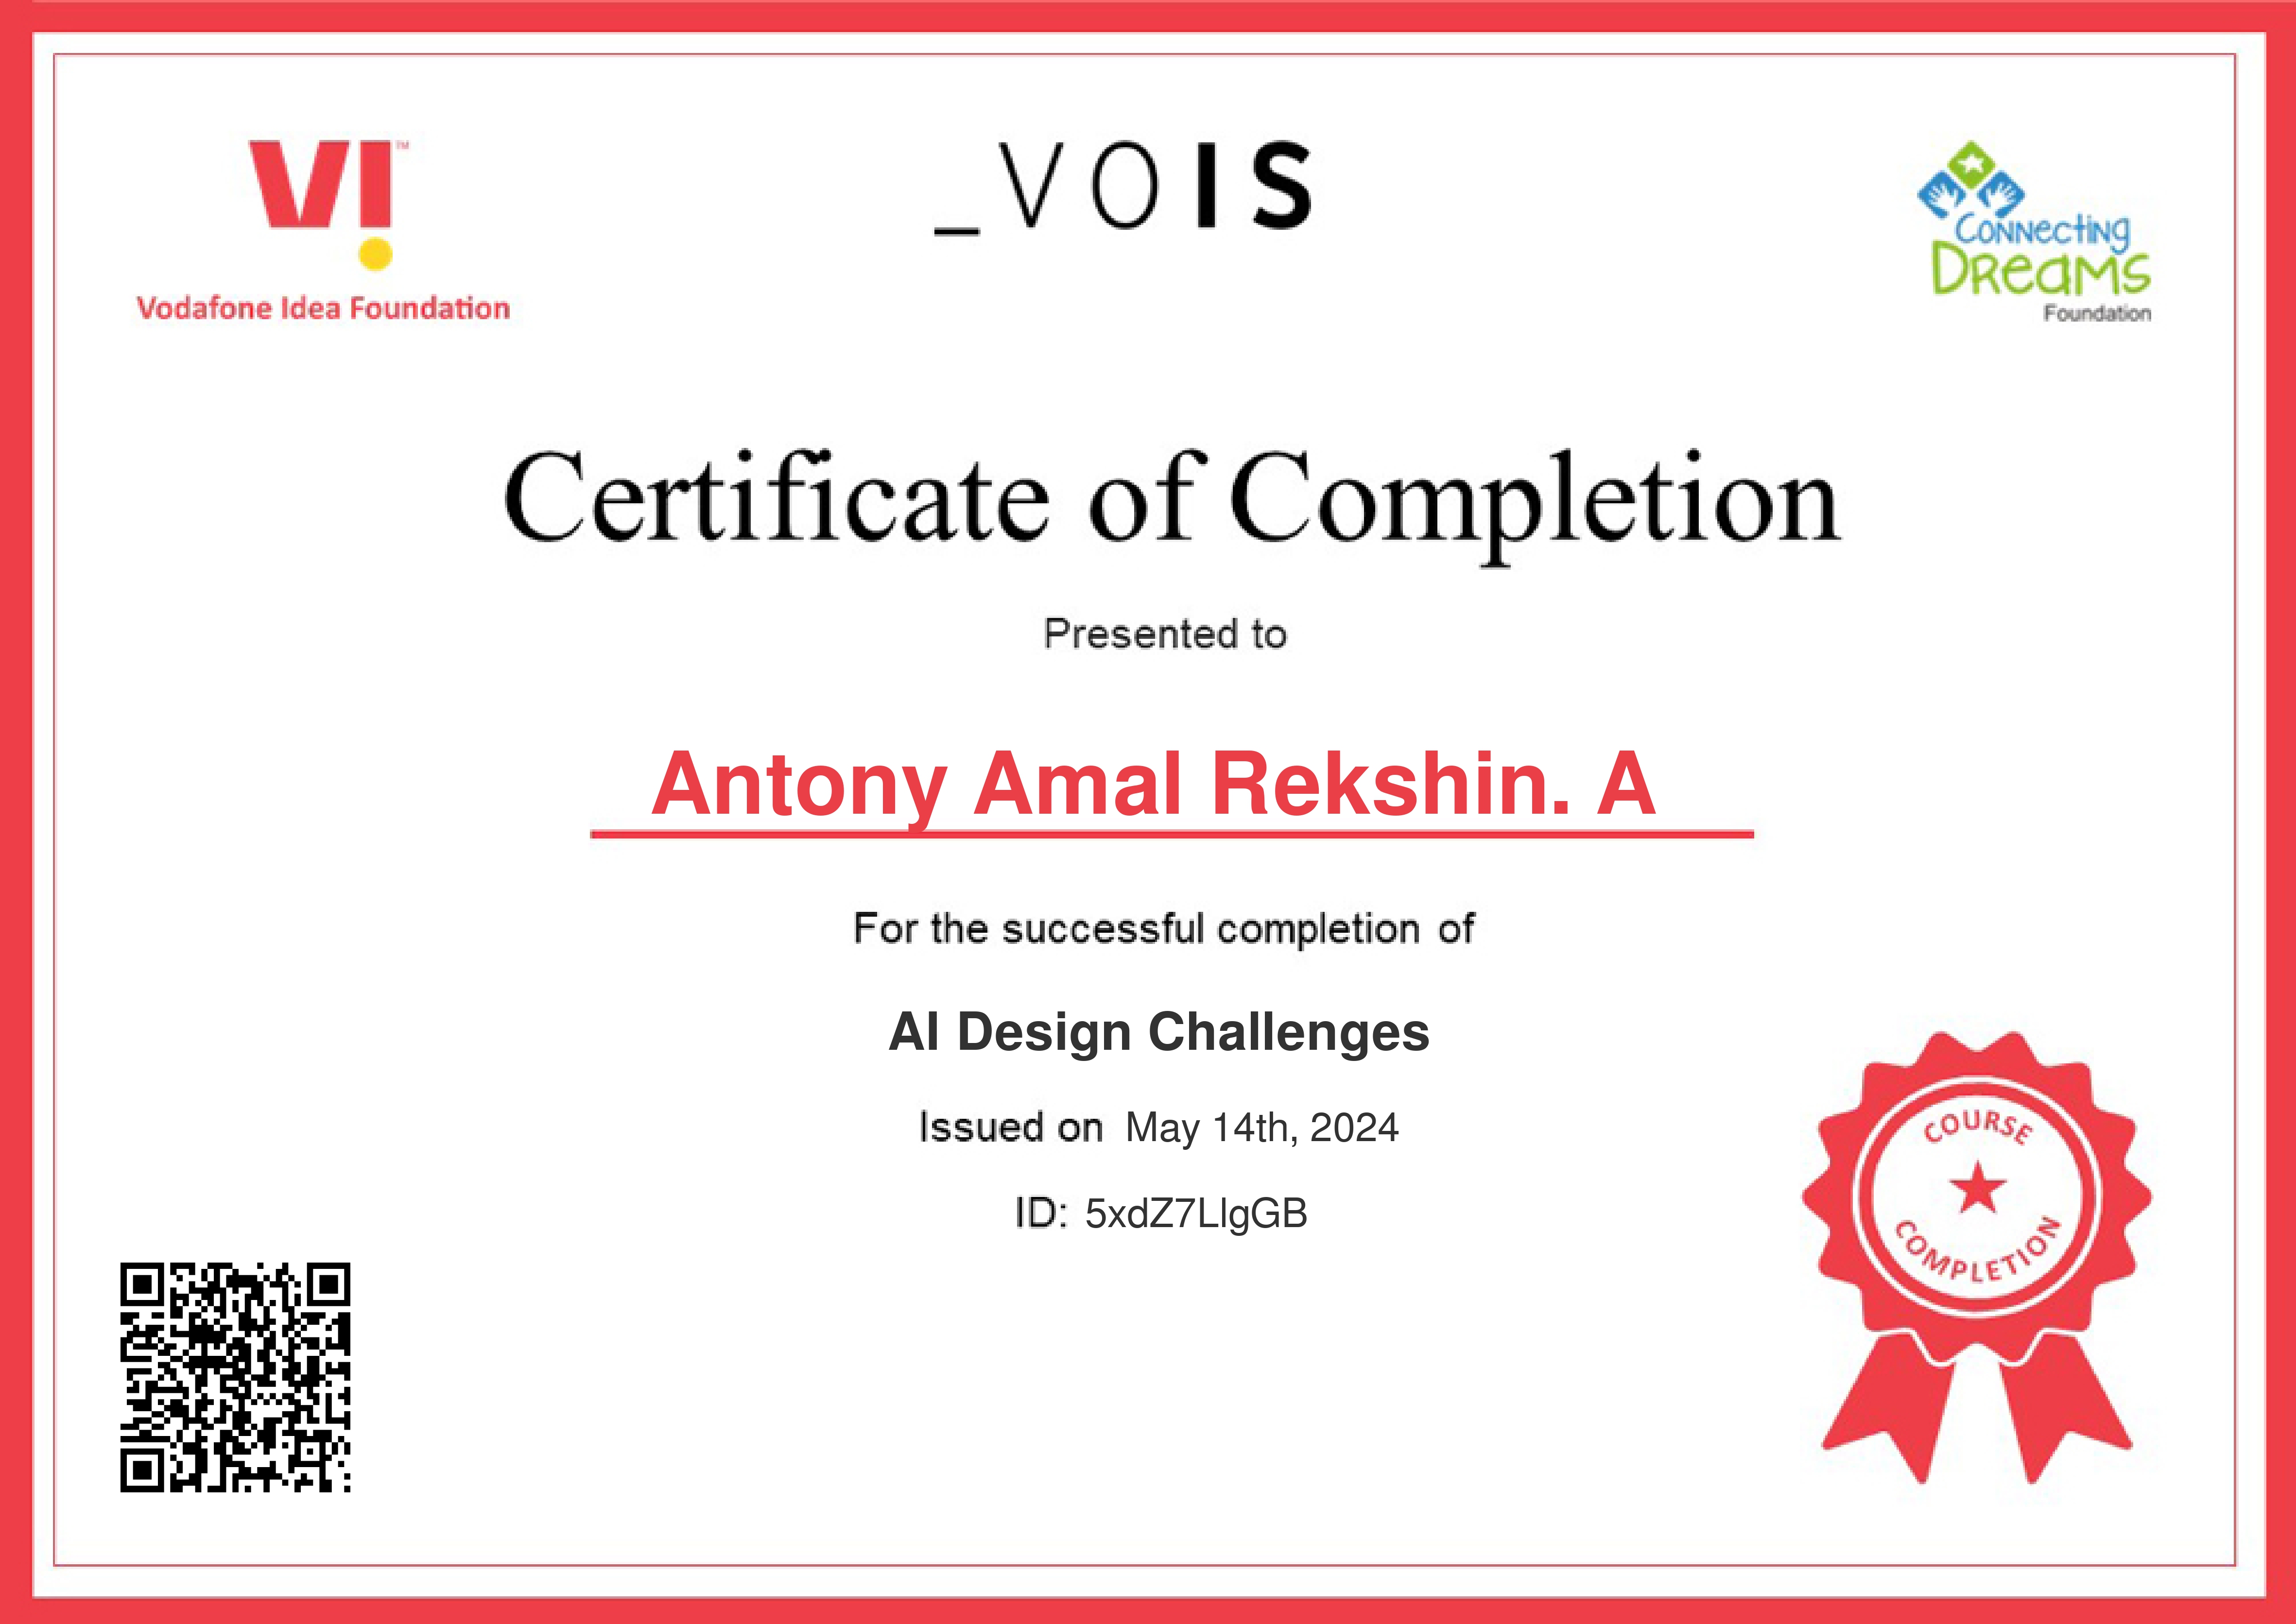 VI™
Vodafone Idea Foundation
_VOIS
Connecting
Dreams
Foundation
Certificate of Completion
Presented to
Antony Amal Rekshin. A
For the successful completion of
AI Design Challenges
Issued on May 14th, 2024
ID: 5xdZ7LlgGB
COURSE
COMPLETION